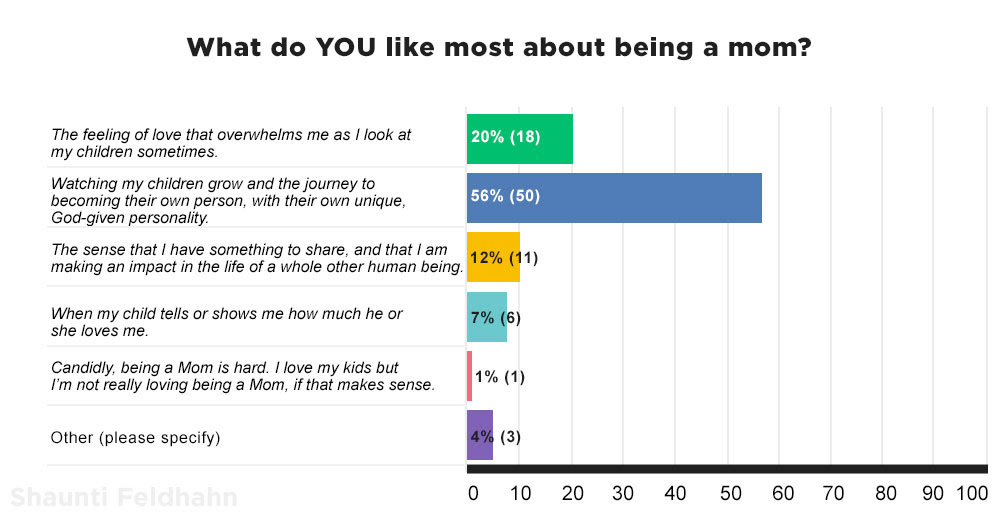 What do YOU like most about being a mom?
The feeling of love that overwhelms me as I look at
my children sometimes.
20% (18)
Watching my children grow and the journey to
becoming their own person, with their own unique,
God-given personality.
56% (50)
The sense that I have something to share, and that I am
making an impact in the life of a whole other human being.
12% (11)
When my child tells or shows me how much he or
she loves me.
7% (6)
Candidly, being a Mom is hard. I love my kids but
I'm not really loving being a Mom, if that makes sense.
1% (1)
Other (please specify)
4% (3)
0 10 20 30 40 50 60 70 80 90 100
Shaunti Feldhahn